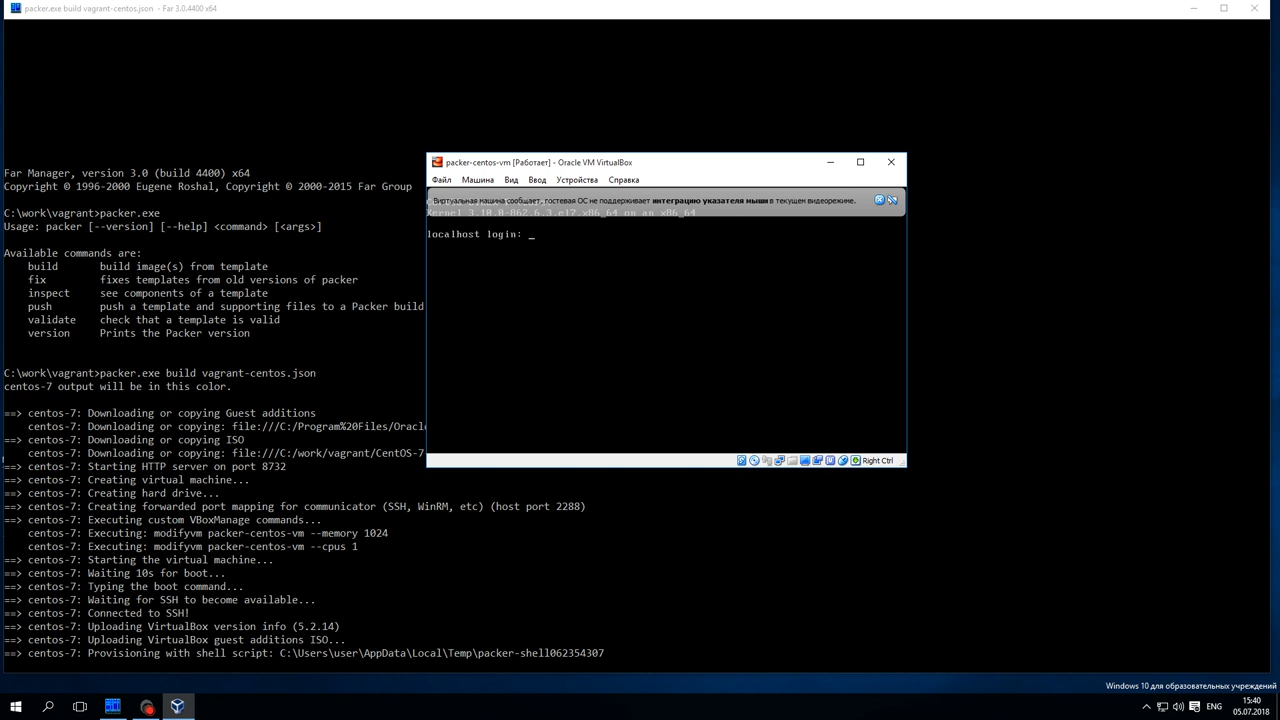 packer.exe build vagrant-centos.json - Far 3.0.4400 x64
Far Manager, version 3.0 (build 4400) x64
Copyright © 1996-2000 Eugene Roshal, Copyright © 2000-2015 Far Group
C:\work\vagrant>packer.exe
Usage: packer [--version] [--help] <command> [<args>]
Available commands are:
build build image(s) from template
fix fixes templates from old versions of packer
inspect see components of a template
push push a template and supporting files to a Packer build
validate check that a template is valid
version Prints the Packer version
C:\work\vagrant>packer.exe build vagrant-centos.json
centos-7 output will be in this color.
==> centos-7: Downloading or copying Guest additions
centos-7: Downloading or copying: file:///C:/Program%20Files/Oracle
==> centos-7: Downloading or copying ISO
centos-7: Downloading or copying: file:///C:/work/vagrant/CentOS-7
==> centos-7: Starting HTTP server on port 8732
==> centos-7: Creating virtual machine...
==> centos-7: Creating hard drive...
==> centos-7: Creating forwarded port mapping for communicator (SSH, WinRM, etc) (host port 2288)
==> centos-7: Executing custom VBoxManage commands...
centos-7: Executing: modifyvm packer-centos-vm --memory 1024
centos-7: Executing: modifyvm packer-centos-vm --cpus 1
==> centos-7: Starting the virtual machine...
==> centos-7: Waiting 10s for boot...
==> centos-7: Typing the boot command...
==> centos-7: Waiting for SSH to become available...
==> centos-7: Connected to SSH!
==> centos-7: Uploading VirtualBox version info (5.2.14)
==> centos-7: Uploading VirtualBox guest additions ISO...
==> centos-7: Provisioning with shell script: C:\Users\user\AppData\Local\Temp\packer-shell062354307
packer-centos-vm [Работает] - Oracle VM VirtualBox
Файл Машина Вид Ввод Устройства Справка
Виртуальная машина сообщает, гостевая ОС не поддерживает интеграцию указателя мыши в текущем видеорежиме.
Kernel 3.10.0-862.6.3.el7.x86_64 on an x86_64
localhost login: _
Right Ctrl
Windows 10 для образовательных учреждений
ENG
15:40
05.07.2018